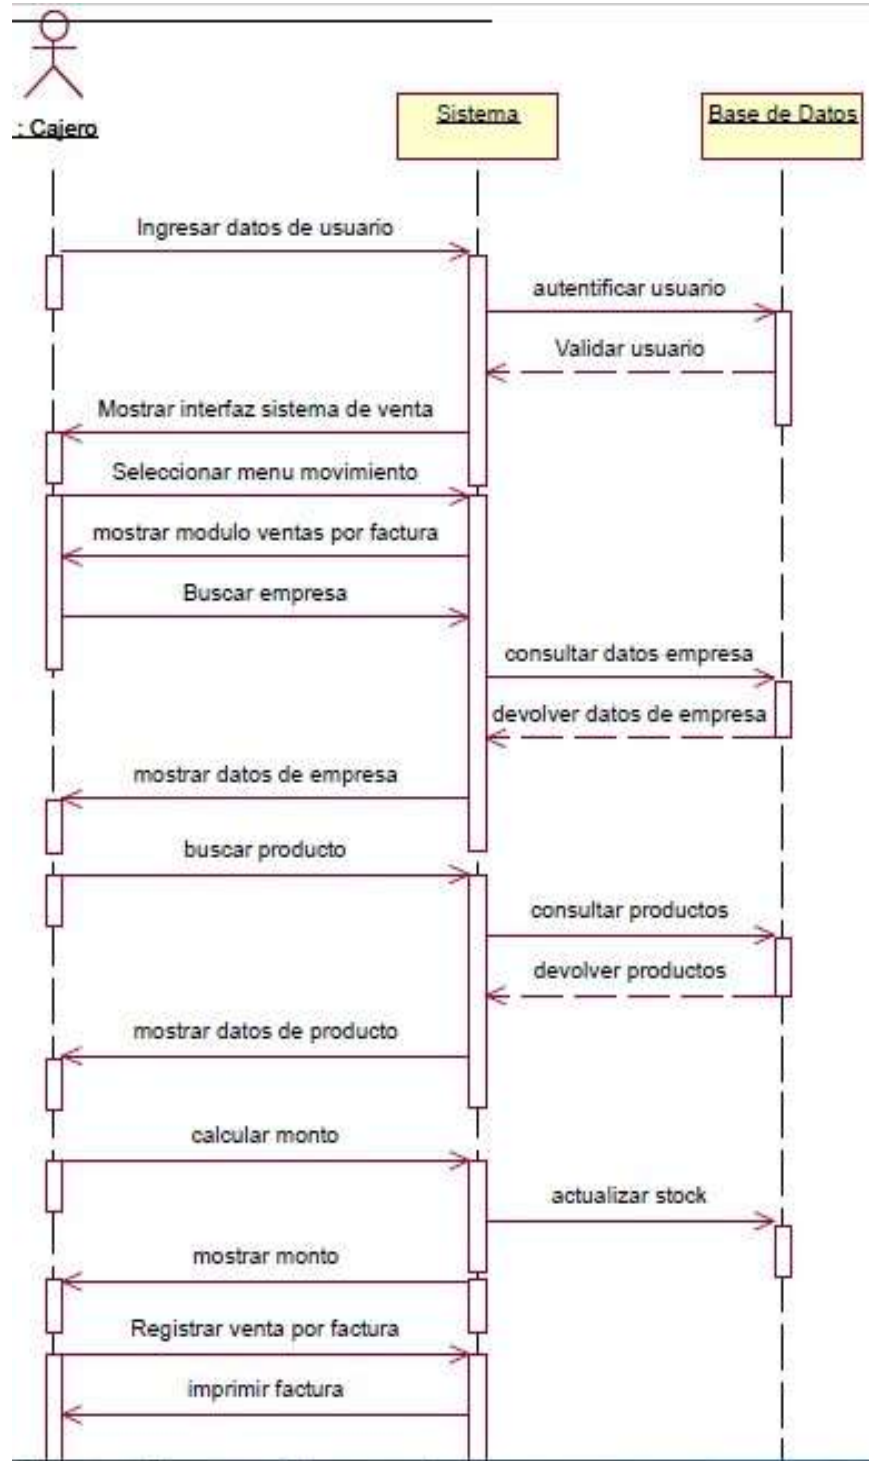 : Cajero
Sistema
Base de Datos
Ingresar datos de usuario
autentificar usuario
Validar usuario
Mostrar interfaz sistema de venta
Seleccionar menu movimiento
mostrar modulo ventas por factura
Buscar empresa
consultar datos empresa
devolver datos de empresa
mostrar datos de empresa
buscar producto
consultar productos
devolver productos
mostrar datos de producto
calcular monto
actualizar stock
mostrar monto
Registrar venta por factura
imprimir factura